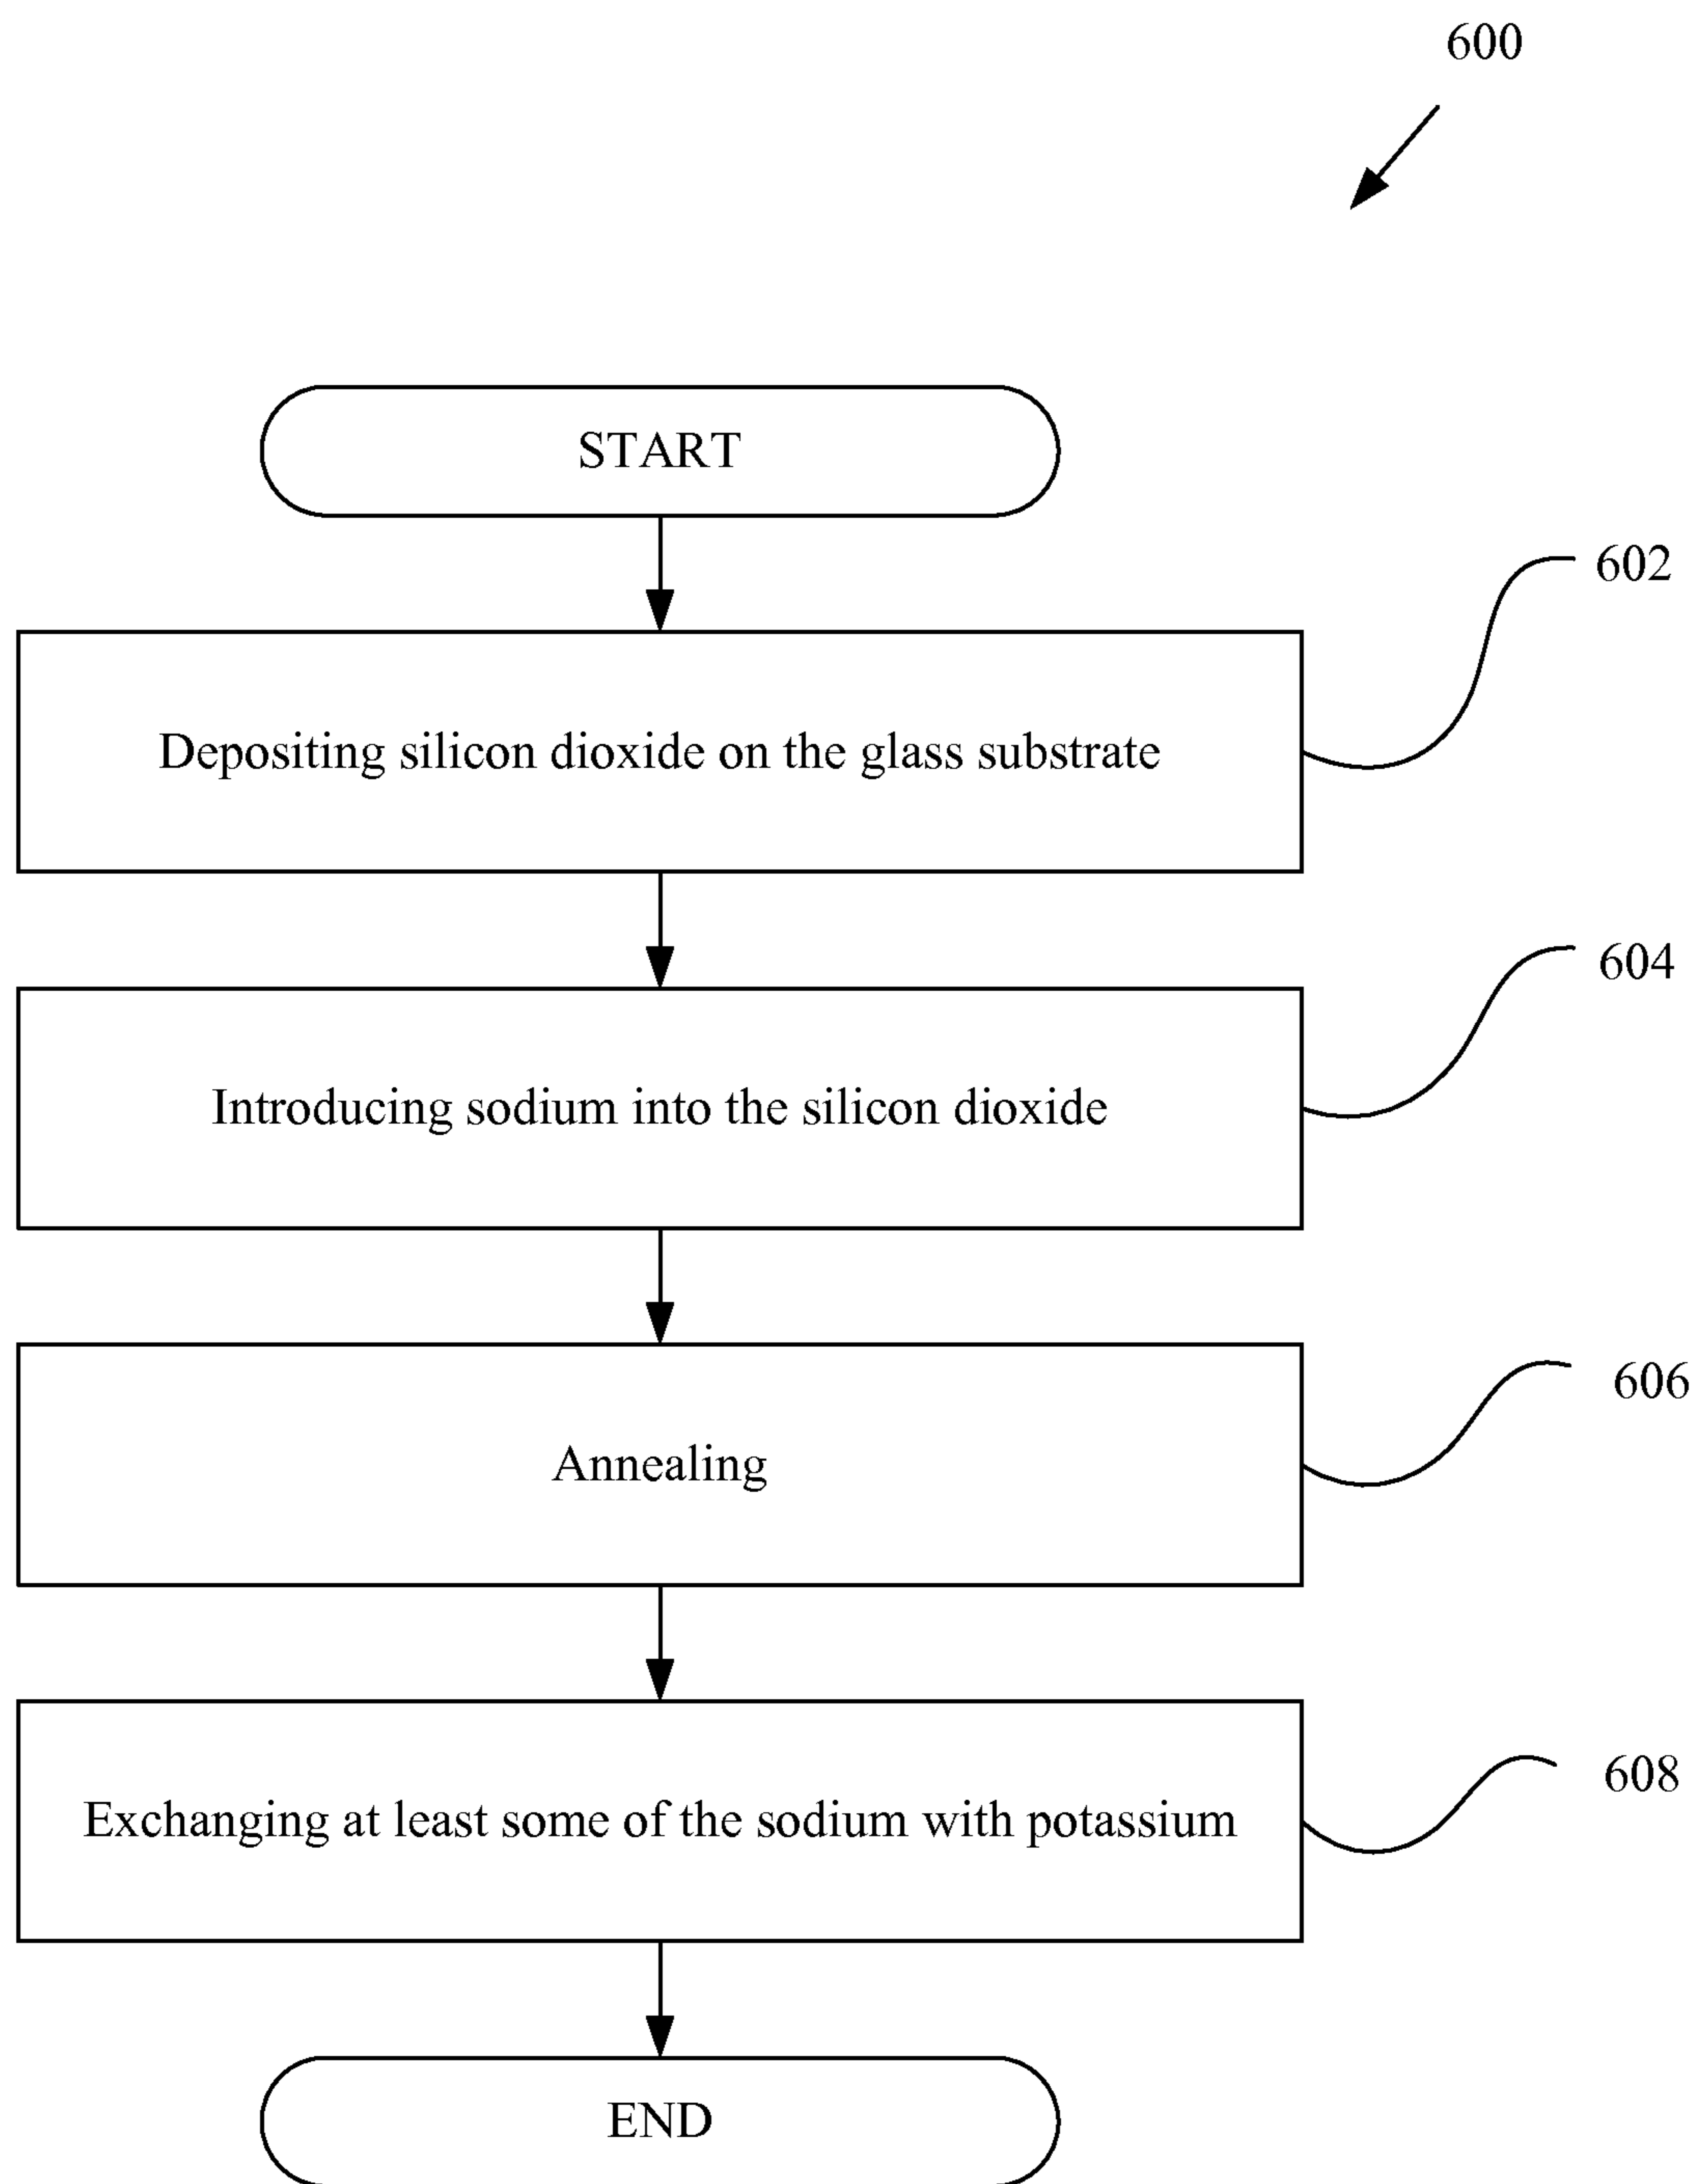 600
START
602
Depositing silicon dioxide on the glass substrate
604
Introducing sodium into the silicon dioxide
606
Annealing
608
Exchanging at least some of the sodium with potassium
END